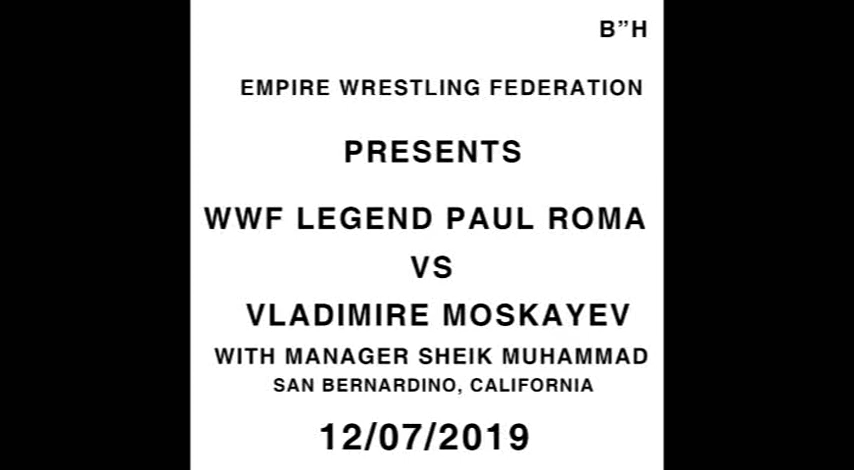 B”H
EMPIRE WRESTLING FEDERATION
PRESENTS
WWF LEGEND PAUL ROMA
VS
VLADIMIRE MOSKAYEV
WITH MANAGER SHEIK MUHAMMAD
SAN BERNARDINO, CALIFORNIA
12/07/2019